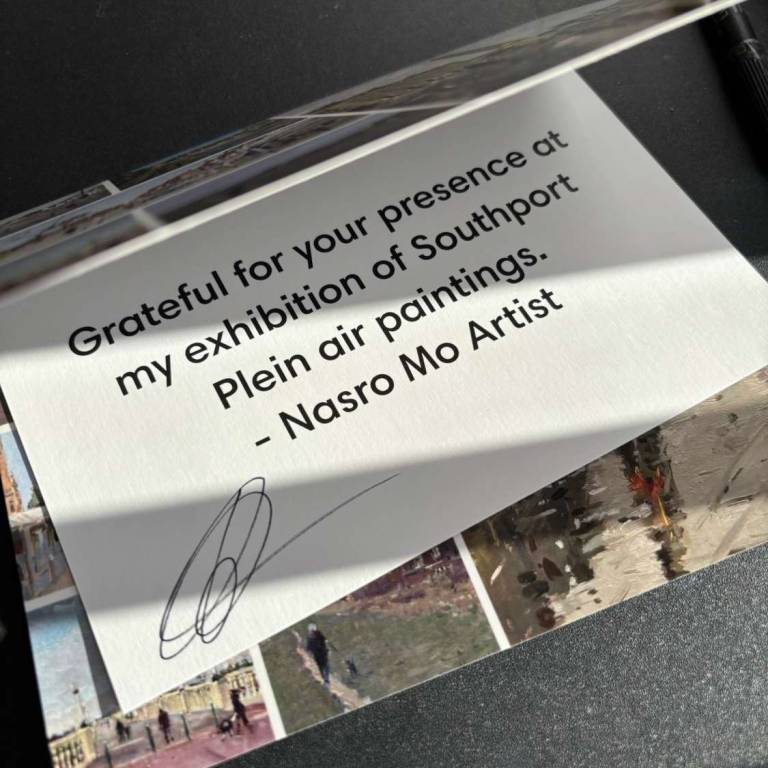 Grateful for your presence at
my exhibition of Southport
Plein air paintings.
- Nasro Mo Artist